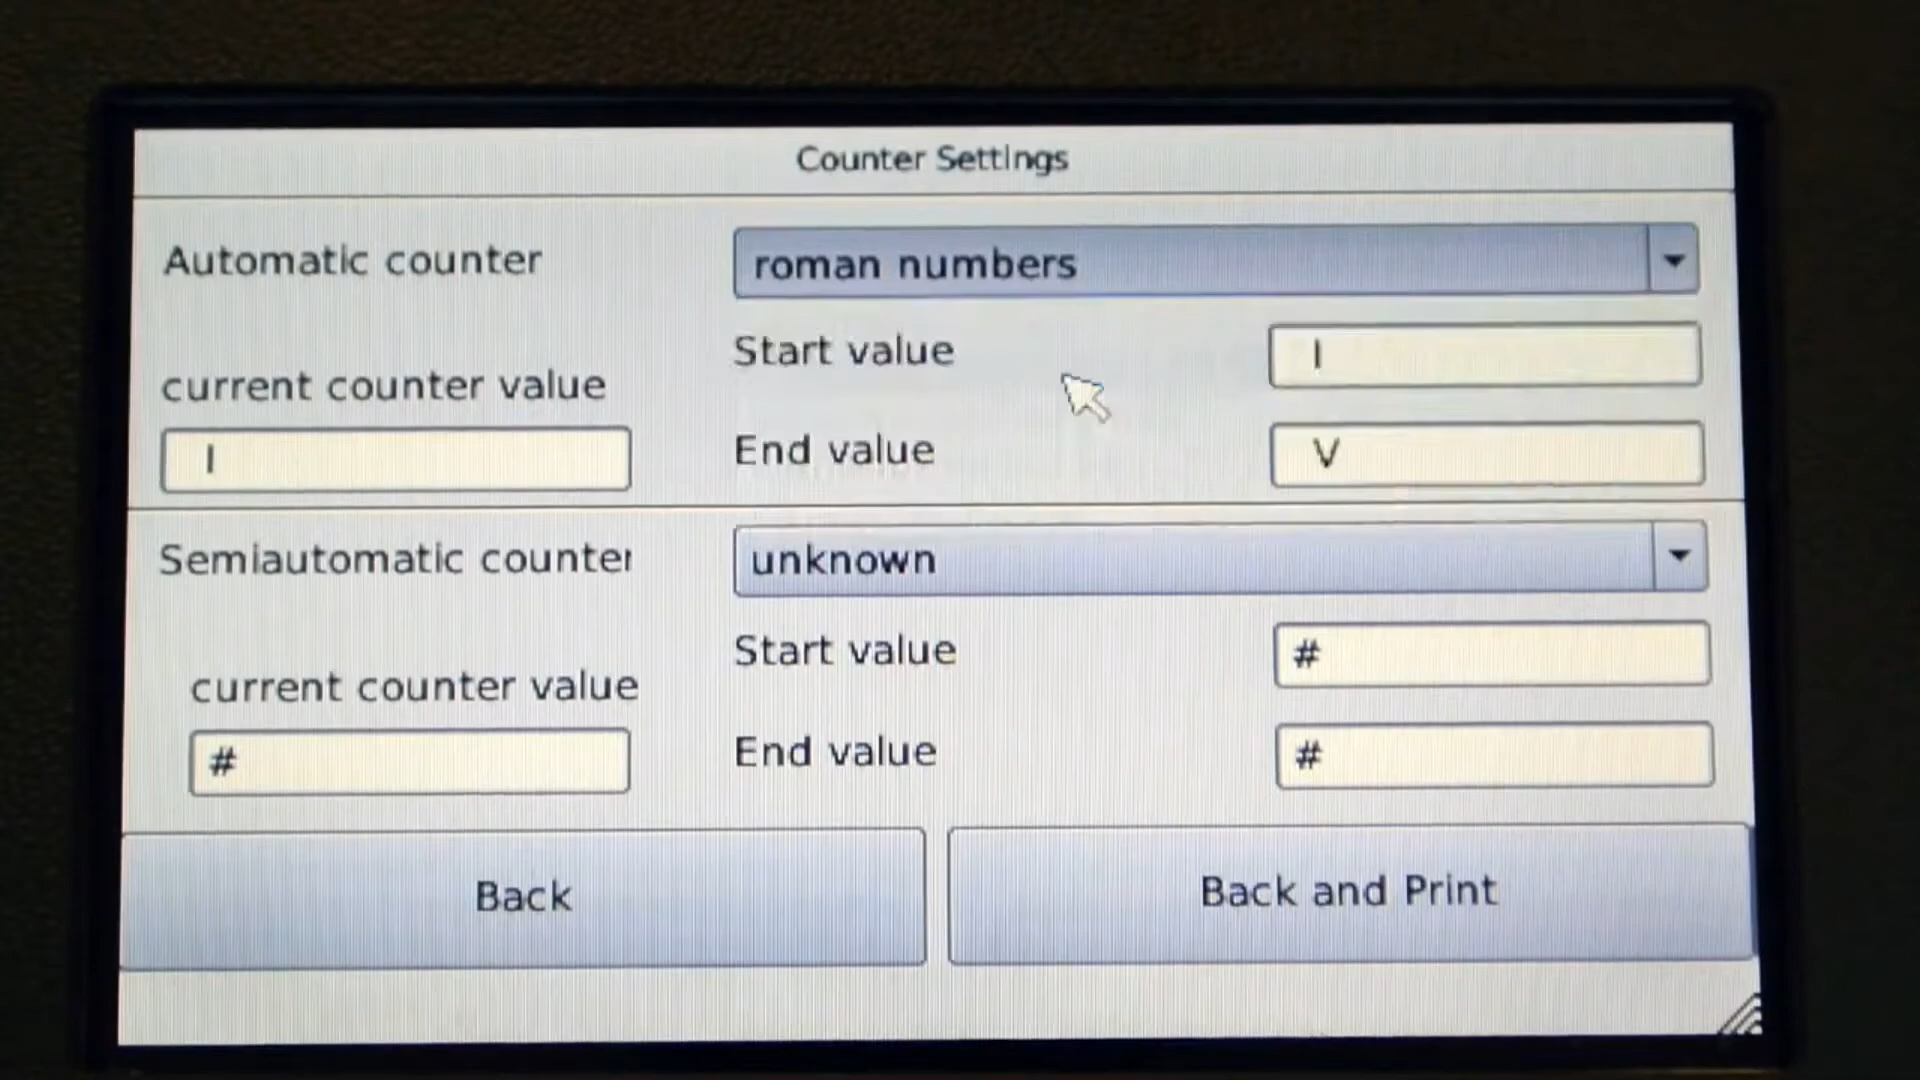 Counter Settings
Automatic counter
roman numbers
Start value
I
current counter value
I
End value
V
Semiautomatic counter
unknown
Start value
#
current counter value
#
End value
#
Back
Back and Print